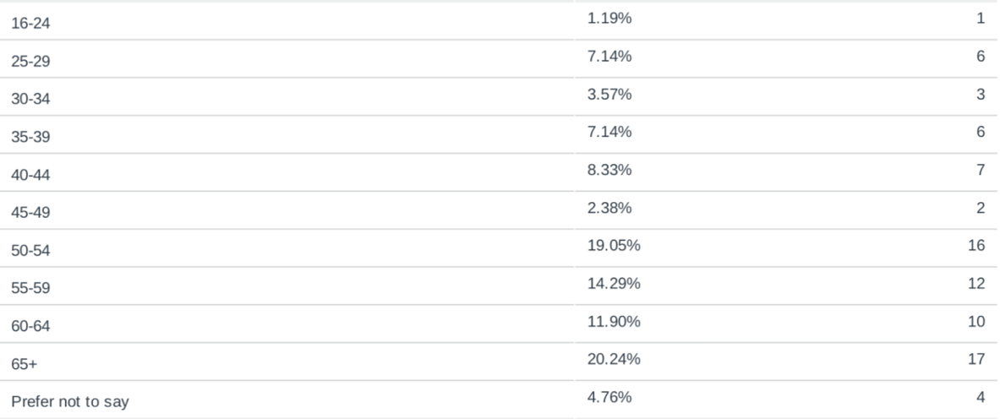 16-24 1.19% 1
25-29 7.14% 6
30-34 3.57% 3
35-39 7.14% 6
40-44 8.33% 7
45-49 2.38% 2
50-54 19.05% 16
55-59 14.29% 12
60-64 11.90% 10
65+ 20.24% 17
Prefer not to say 4.76% 4